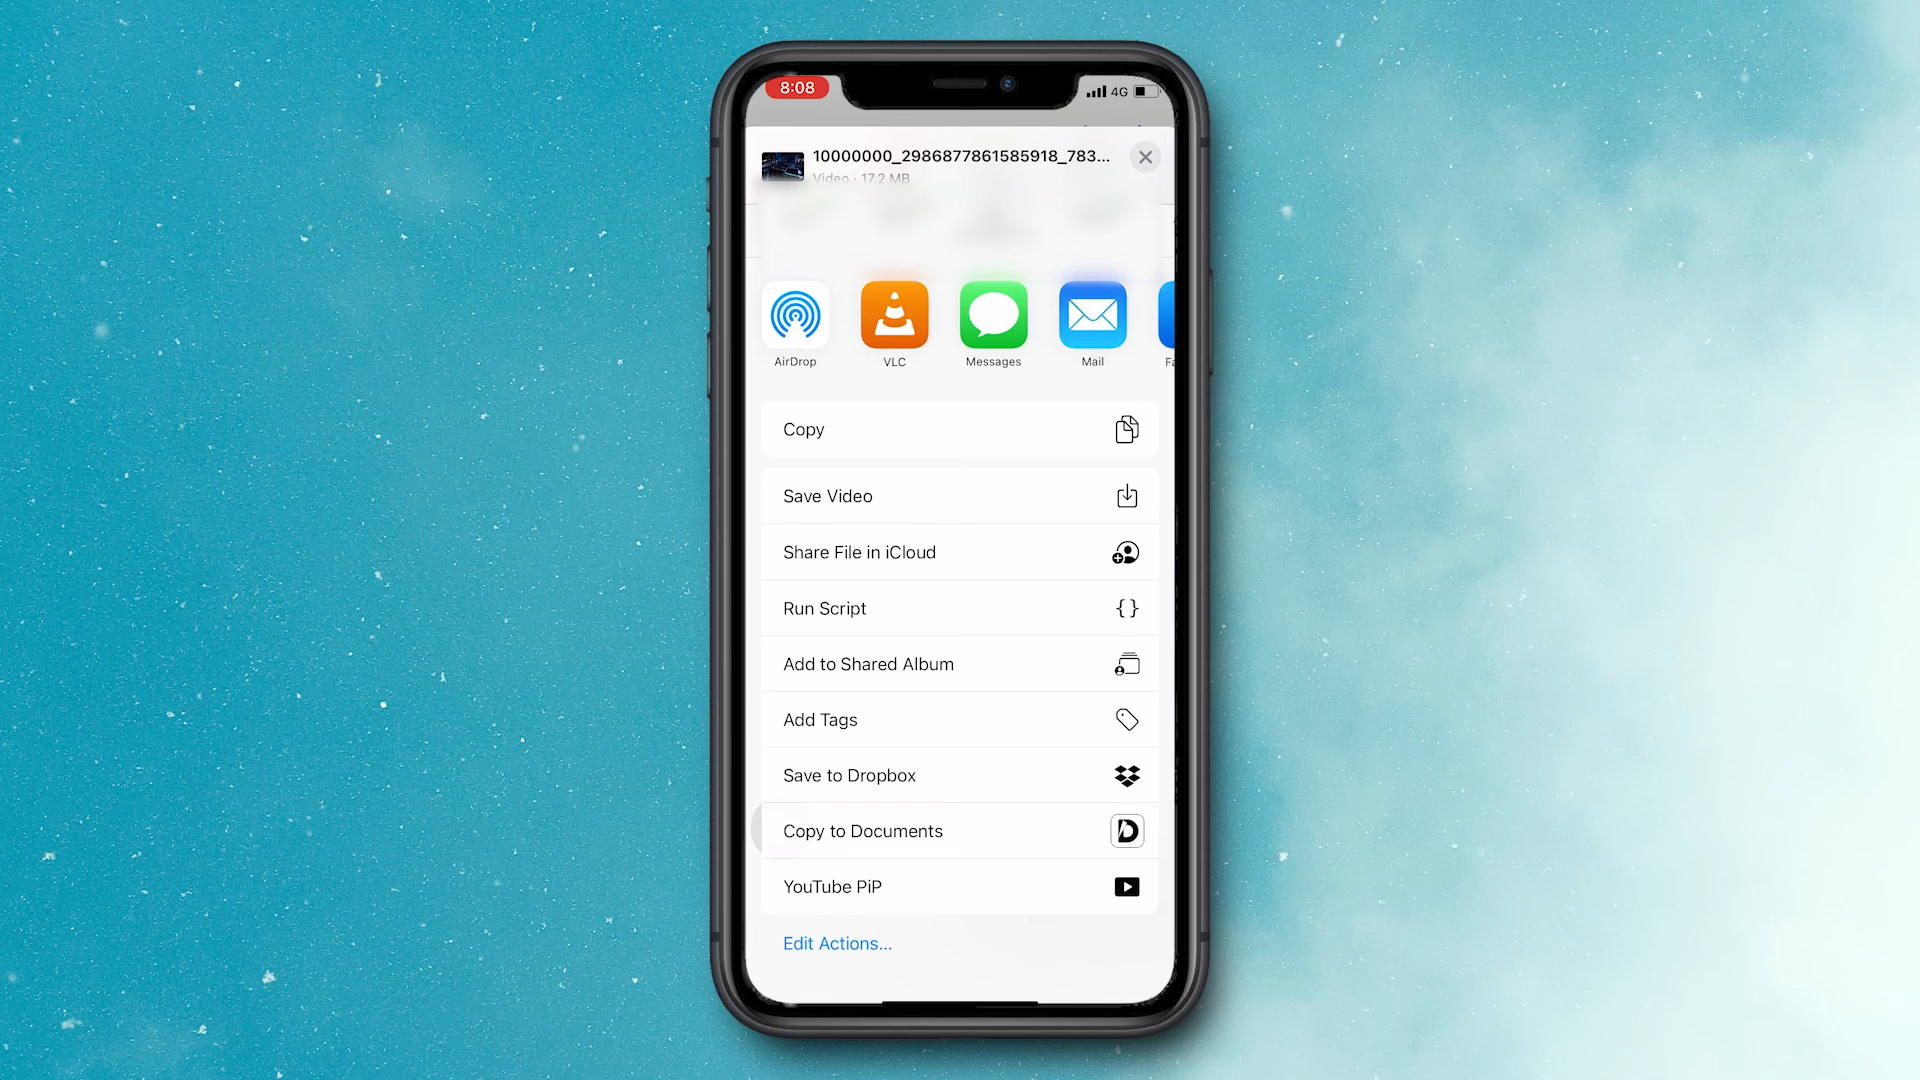 8:08
4G
10000000_2986877861585918_783...
Video · 17.2 MB
AirDrop
VLC
Messages
Mail
Copy
Save Video
Share File in iCloud
Run Script
Add to Shared Album
Add Tags
Save to Dropbox
Copy to Documents
YouTube PiP
Edit Actions...